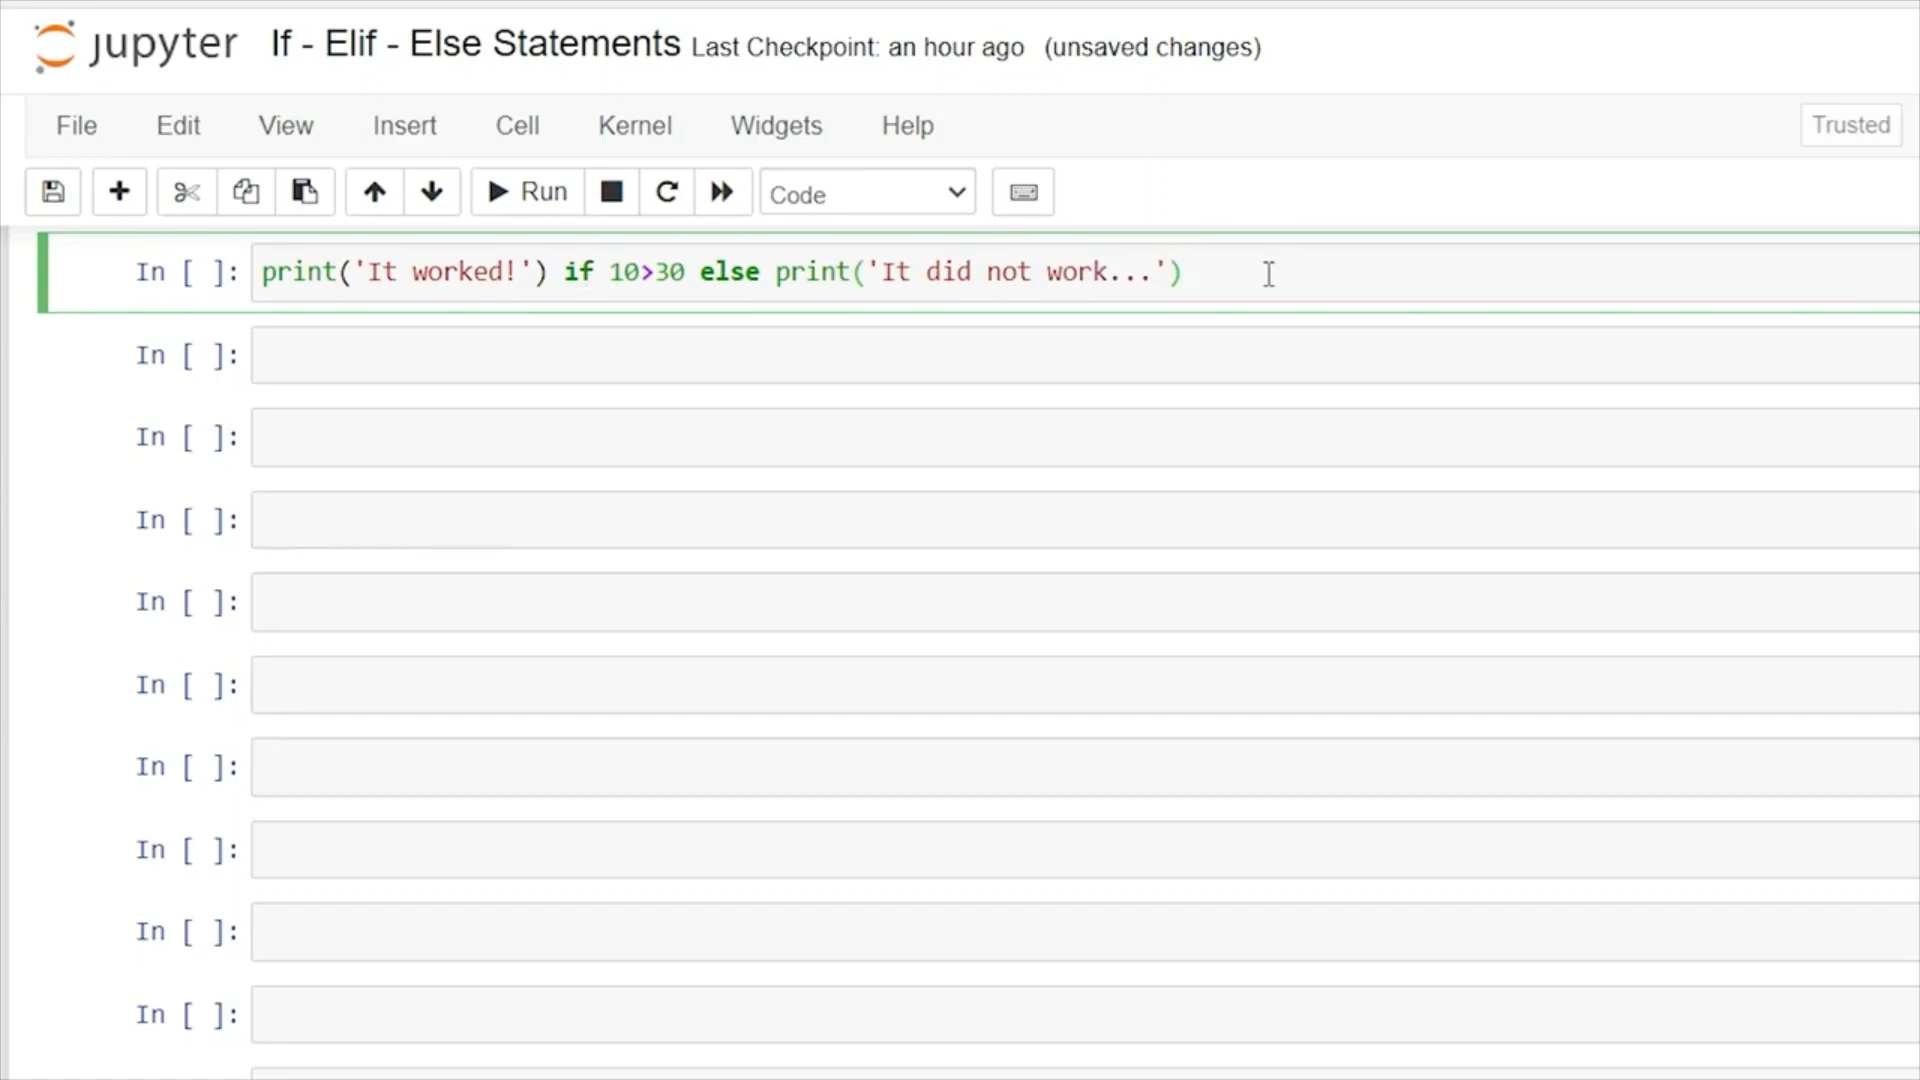 jupyter If - Elif - Else Statements Last Checkpoint: an hour ago (unsaved changes)
File Edit View Insert Cell Kernel Widgets Help Trusted
Run Code
In [ ]: print('It worked!') if 10>30 else print('It did not work...')
In [ ]:
In [ ]:
In [ ]:
In [ ]:
In [ ]:
In [ ]:
In [ ]:
In [ ]:
In [ ]: